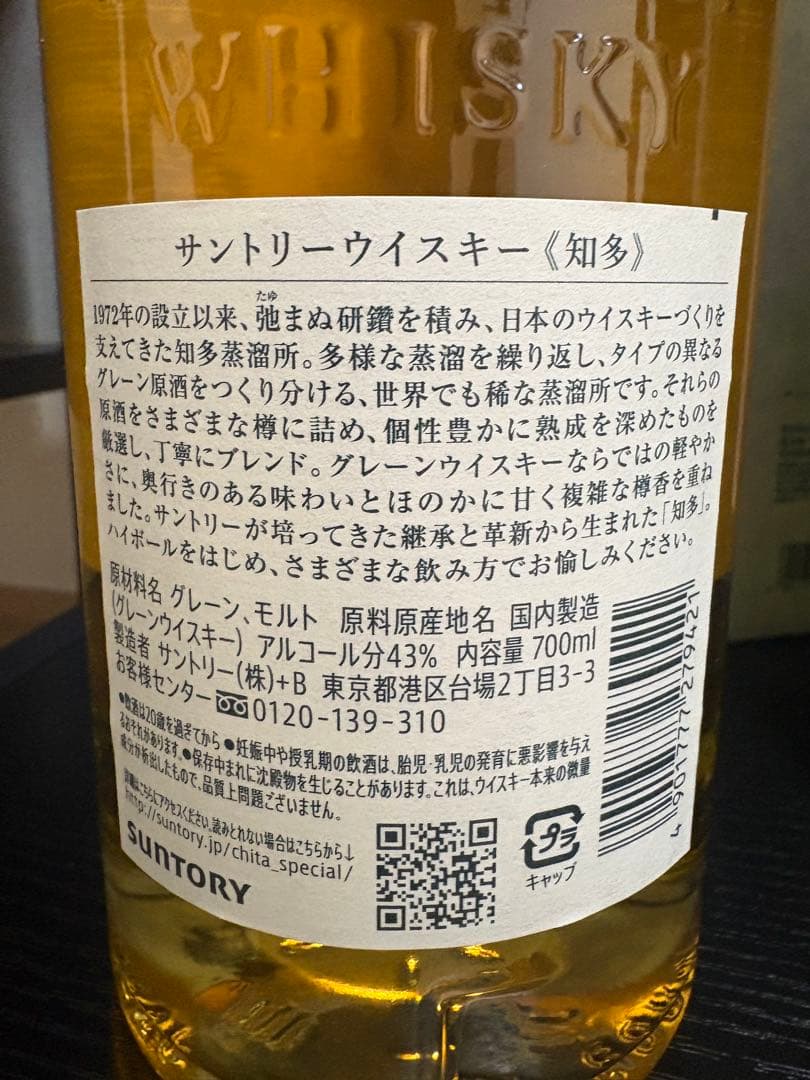 WHISKY
サントリーウイスキー《知多》
1972年の設立以来、弛まぬ研鑽を積み、日本のウイスキーづくりを
たゆ
支えてきた知多蒸溜所。多様な蒸溜を繰り返し、タイプの異なる
グレーン原酒をつくり分ける、世界でも稀な蒸溜所です。それらの
原酒をさまざまな樽に詰め、個性豊かに熟成を深めたものを
厳選し、丁寧にブレンド。グレーンウイスキーならではの軽やか
さに、奥行きのある味わいとほのかに甘く複雑な樽香を重ね
ました。サントリーが培ってきた継承と革新から生まれた「知多」。
ハイボールをはじめ、さまざまな飲み方でお愉しみください。
原材料名 グレーン、モルト 原料原産地名 国内製造
(グレーンウイスキー) アルコール分43% 内容量 700ml
製造者 サントリー(株)+B 東京都港区台場2丁目3-3
お客様センター 0120-139-310
●飲酒は20歳を過ぎてから ●妊娠中や授乳期の飲酒は、胎児・乳児の発育に悪影響を与え
るおそれがあります。●保存中まれに沈殿物を生じることがあります。これは、ウイスキー本来の微量
成分が析出したもので、品質上問題ございません。
詳細はこちらにアクセスください。読みとれない場合はこちらから↓
http://suntory.jp/chita_special/
SUNTORY
プラ
キャップ
4901777279421